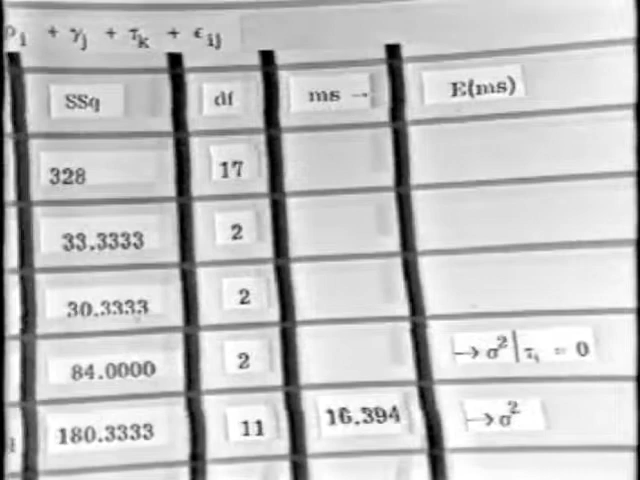 ρi + γj + τk + ϵij
SSq df ms → E(ms)
328 17
33.3333 2
30.3333 2
84.0000 2 → σ² | τi = 0
180.3333 11 16.394 → σ²